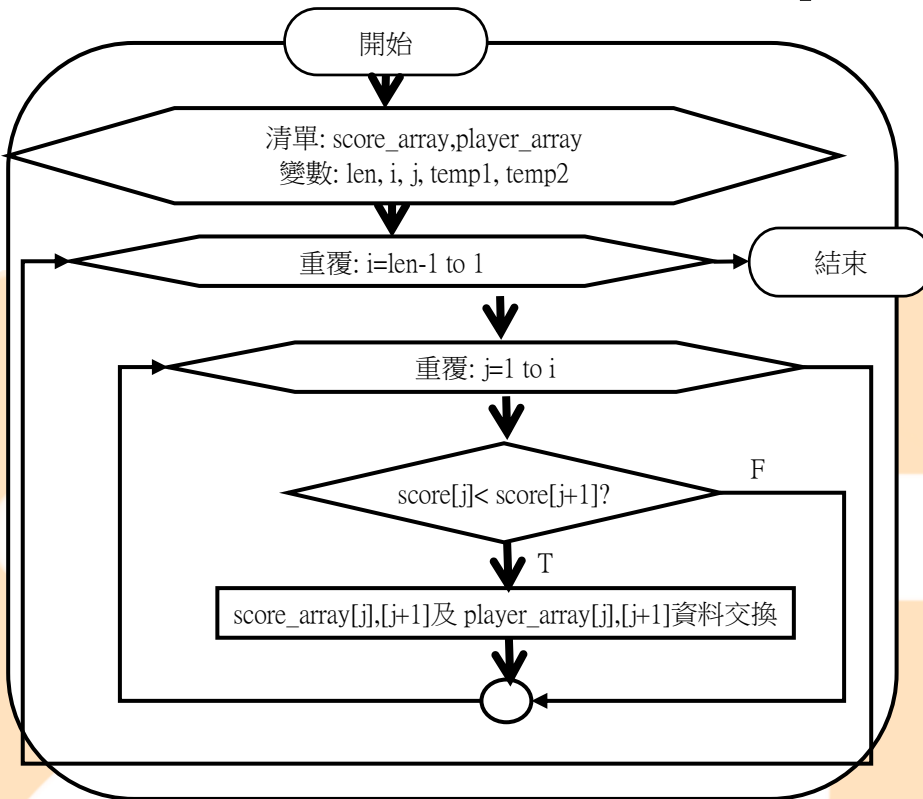 開始
清單: score_array,player_array
變數: len, i, j, temp1, temp2
重覆: i=len-1 to 1
結束
重覆: j=1 to i
score[j]< score[j+1]?
F
T
score_array[j],[j+1]及 player_array[j],[j+1]資料交換